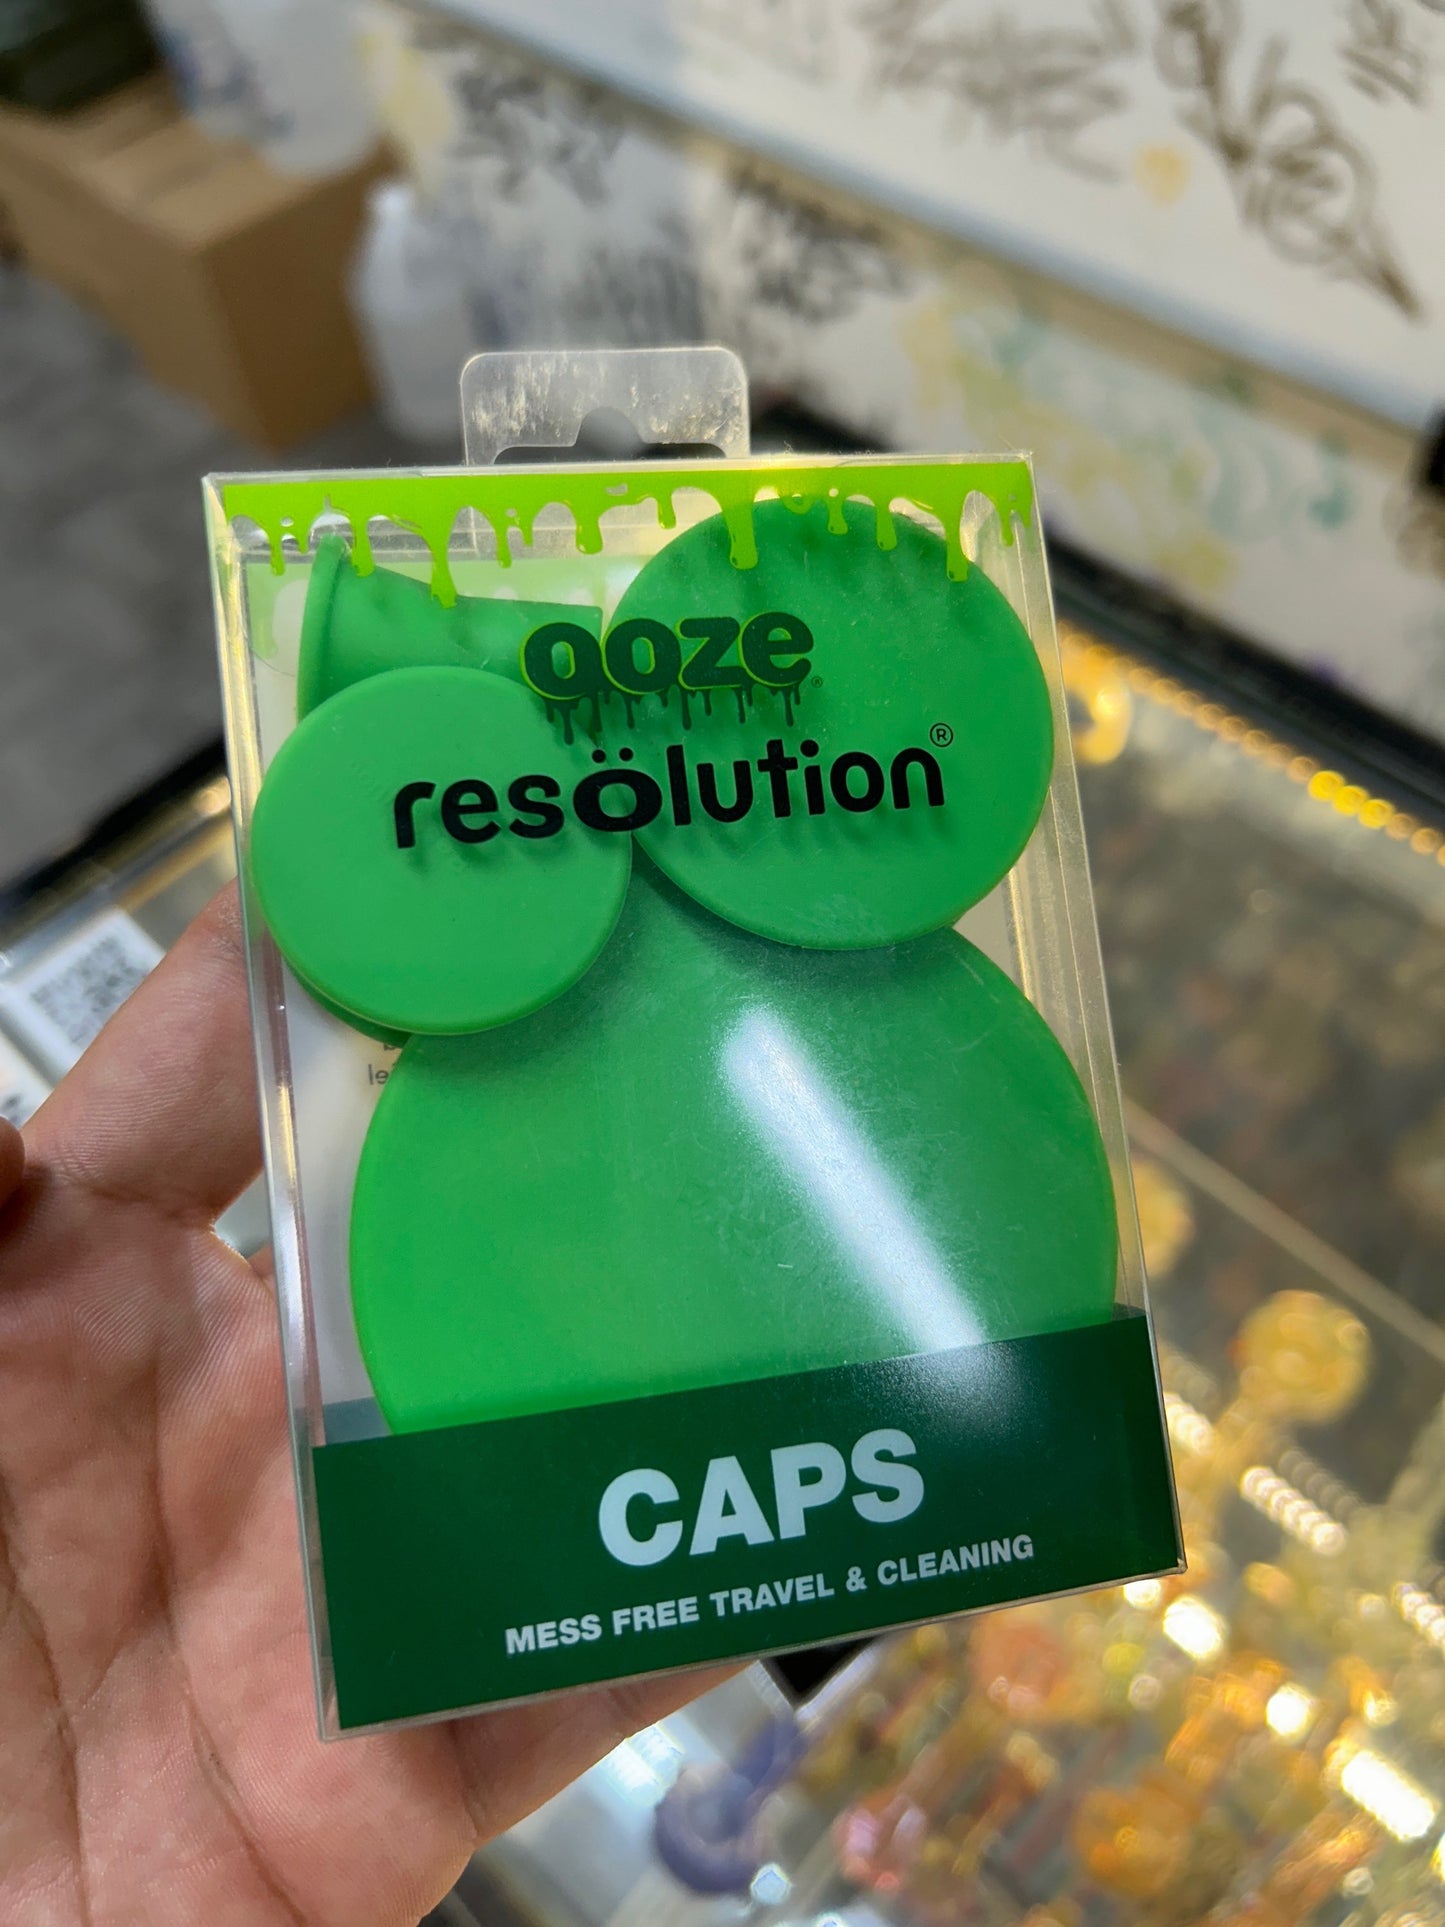 ooze®
resölution®
CAPS
MESS FREE TRAVEL & CLEANING